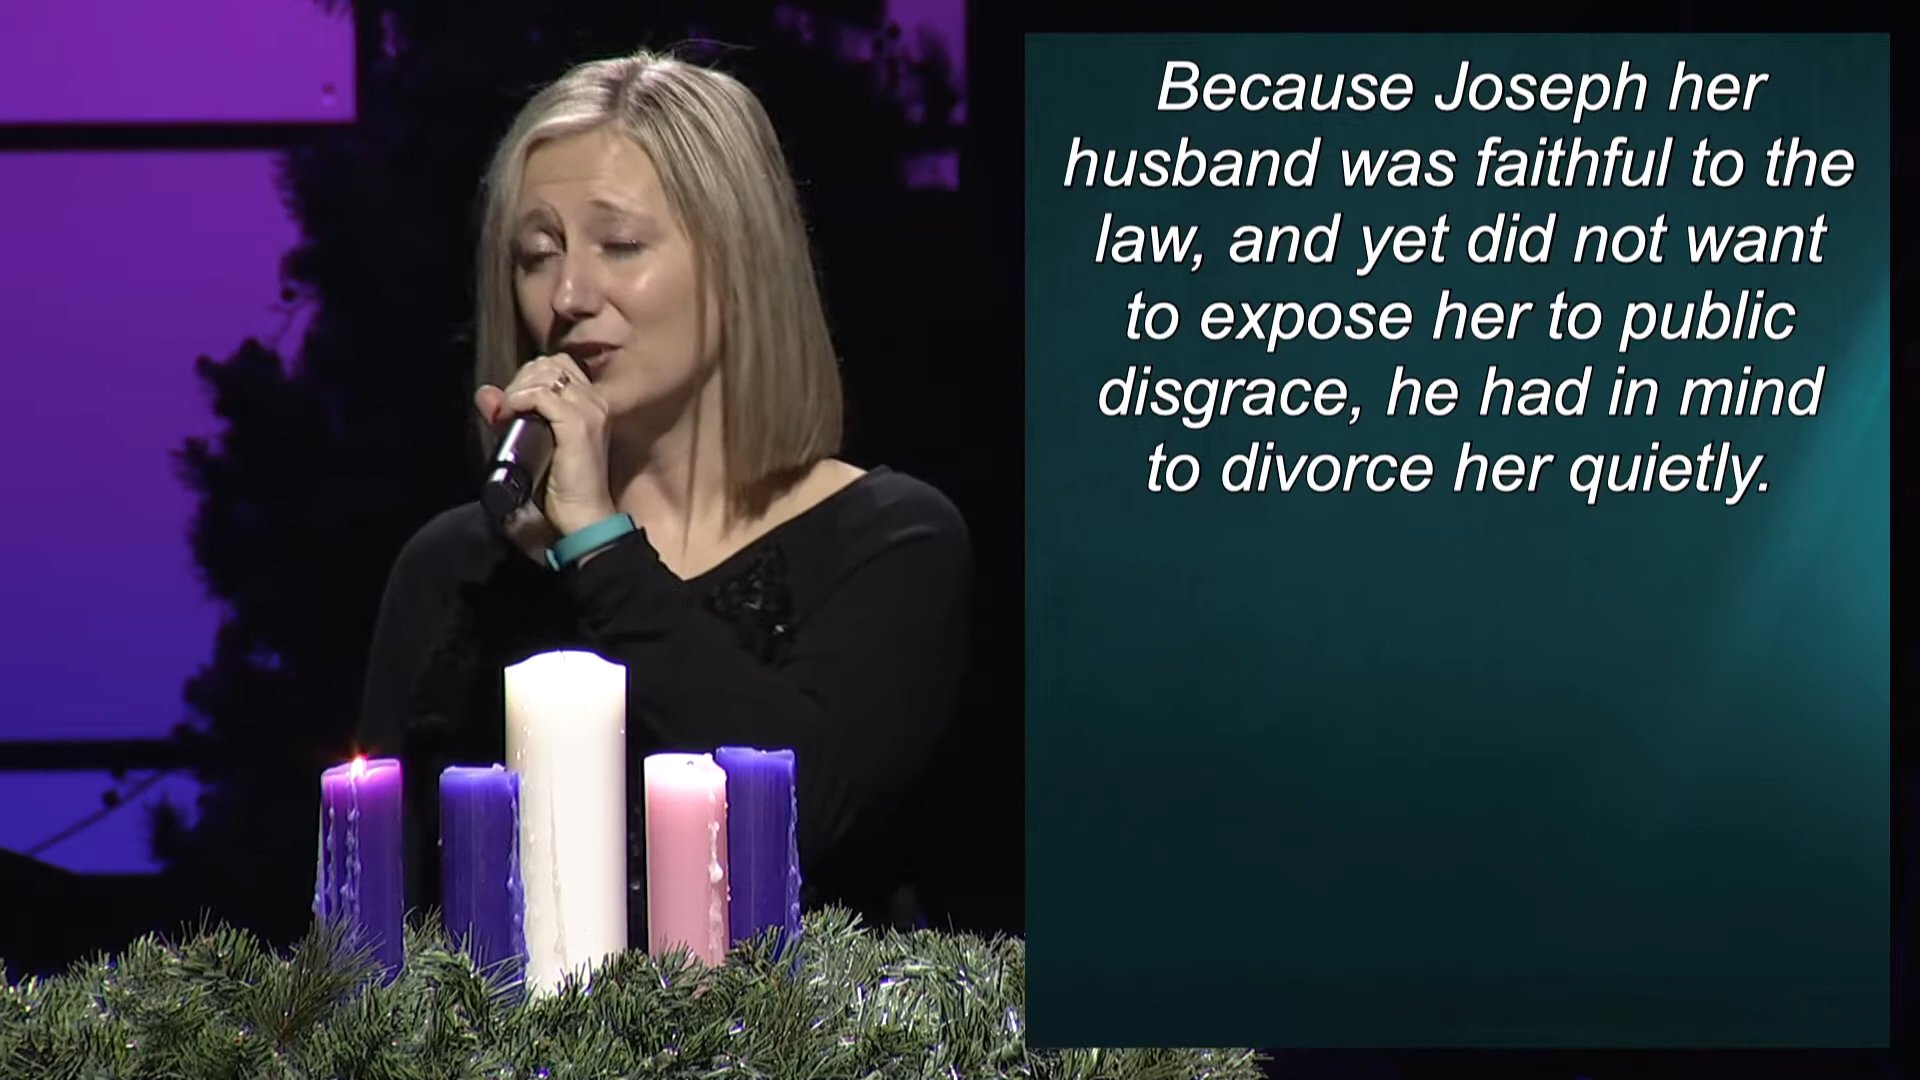 Because Joseph her
husband was faithful to the
law, and yet did not want
to expose her to public
disgrace, he had in mind
to divorce her quietly.